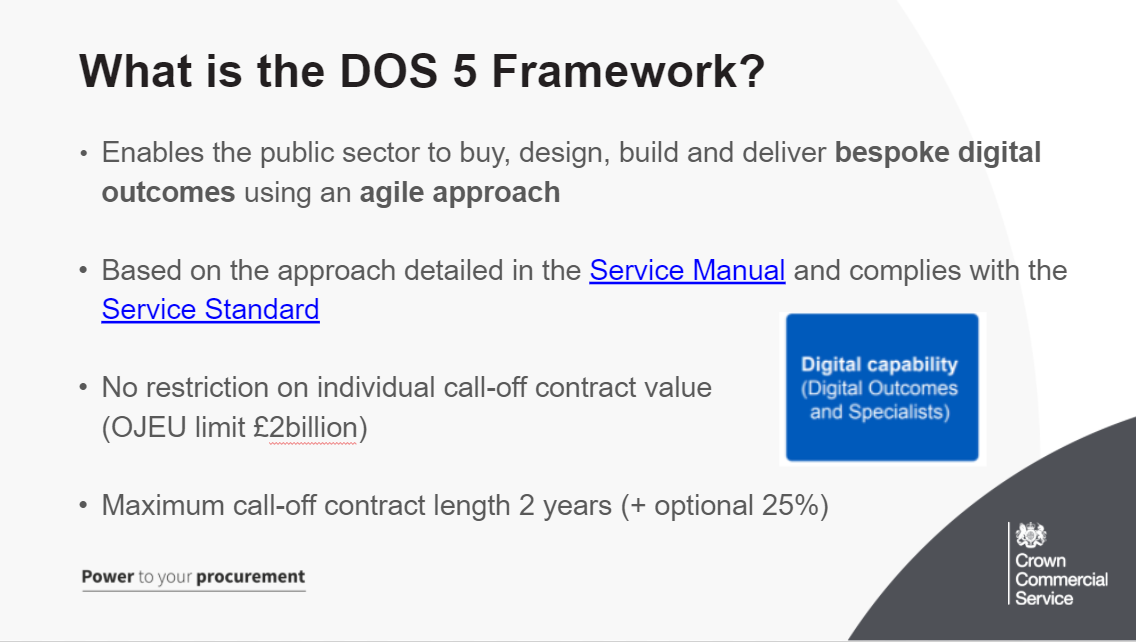 What is the DOS 5 Framework?
• Enables the public sector to buy, design, build and deliver bespoke digital
outcomes using an agile approach
• Based on the approach detailed in the Service Manual and complies with the
Service Standard
• No restriction on individual call-off contract value
(OJEU limit £2billion)
Digital capability
(Digital Outcomes
and Specialists)
• Maximum call-off contract length 2 years (+ optional 25%)
Power to your procurement
Crown
Commercial
Service